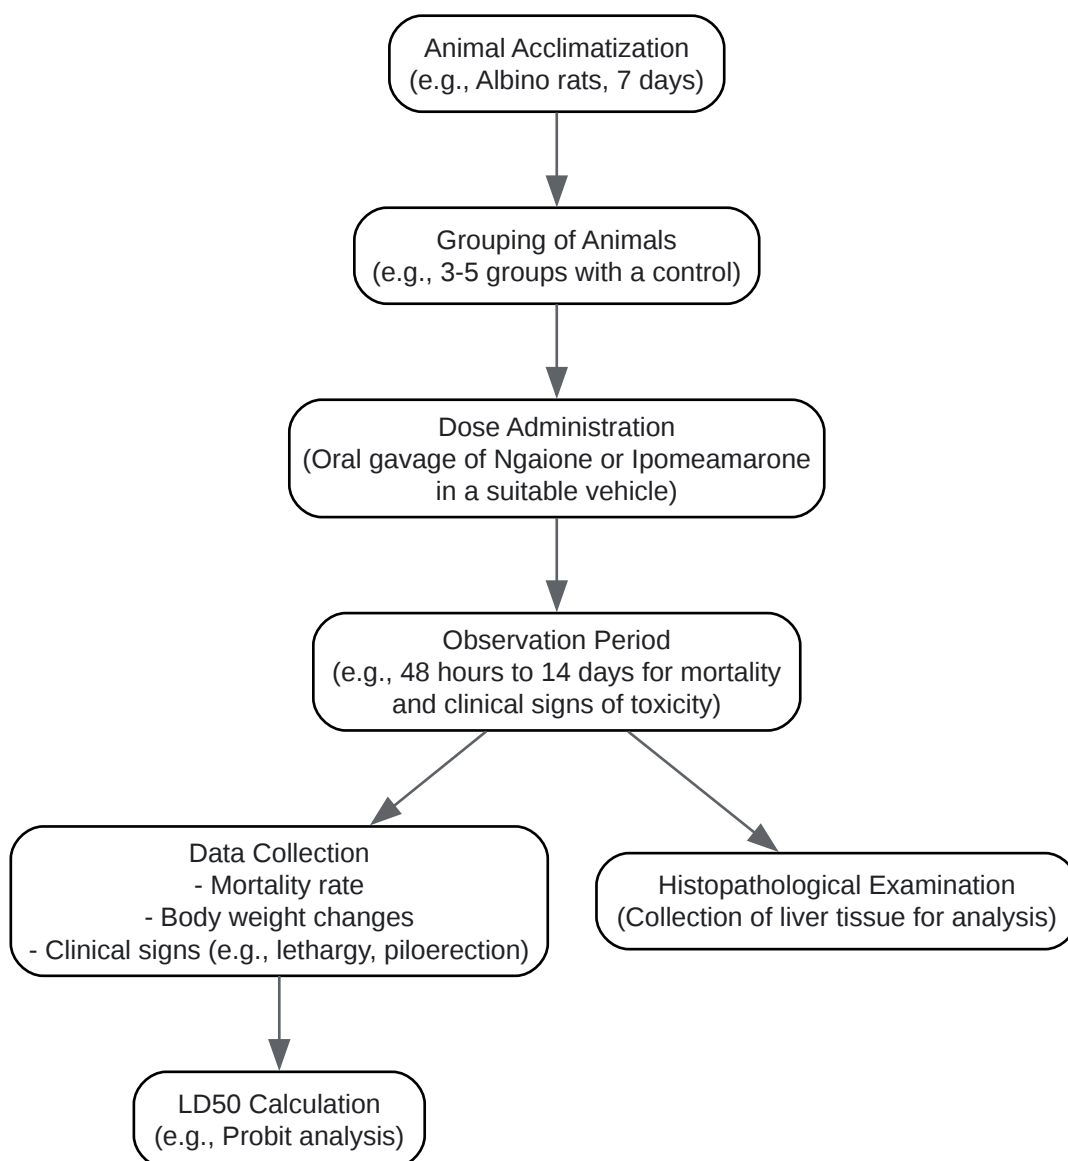 Animal Acclimatization
(e.g., Albino rats, 7 days)
Grouping of Animals
(e.g., 3-5 groups with a control)
Dose Administration
(Oral gavage of Ngaione or Ipomeamarone
in a suitable vehicle)
Observation Period
(e.g., 48 hours to 14 days for mortality
and clinical signs of toxicity)
Data Collection
- Mortality rate
- Body weight changes
- Clinical signs (e.g., lethargy, piloerection)
Histopathological Examination
(Collection of liver tissue for analysis)
LD50 Calculation
(e.g., Probit analysis)